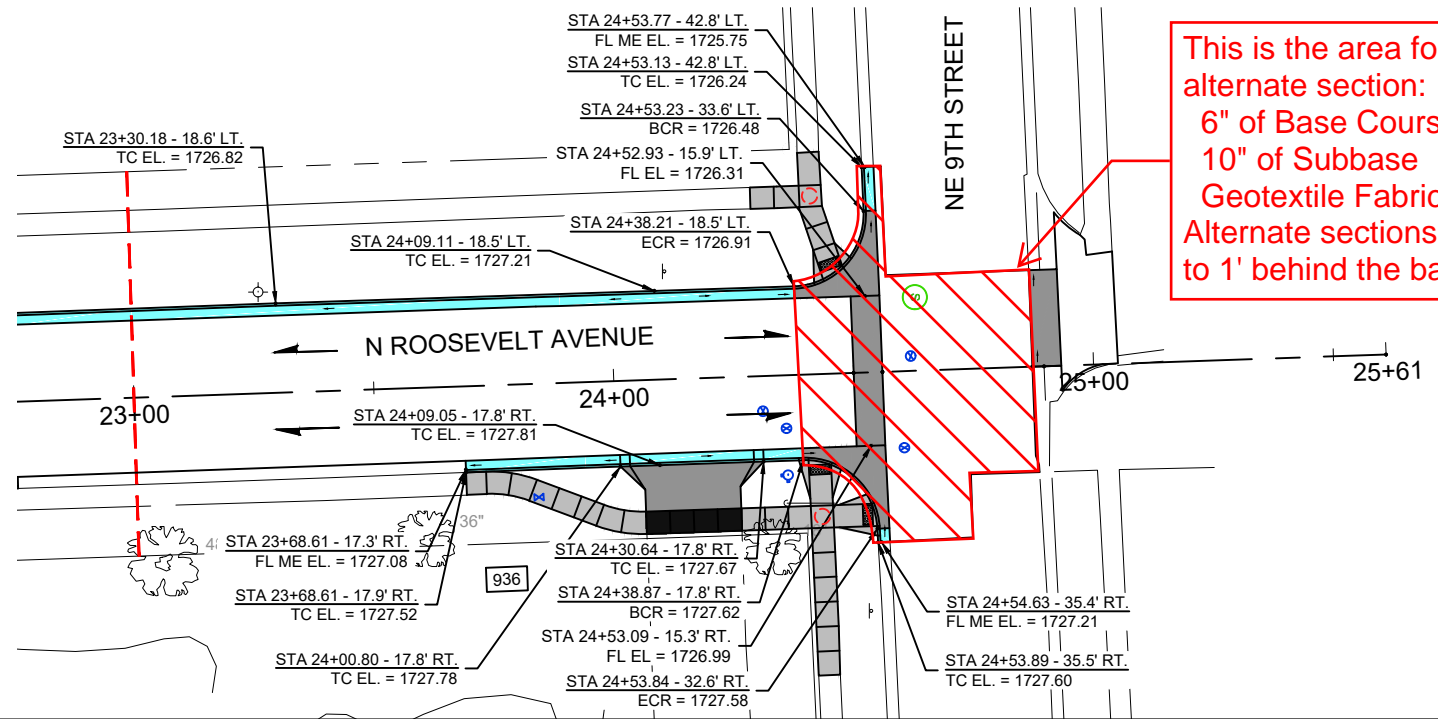 STA 24+53.77 - 42.8' LT.
FL ME EL. = 1725.75
STA 24+53.13 - 42.8' LT.
TC EL. = 1726.24
STA 24+53.23 - 33.6' LT.
BCR = 1726.48
STA 24+52.93 - 15.9' LT.
FL EL = 1726.31
STA 23+30.18 - 18.6' LT.
TC EL. = 1726.82
STA 24+38.21 - 18.5' LT.
ECR = 1726.91
STA 24+09.11 - 18.5' LT.
TC EL. = 1727.21
NE 9TH STREET
This is the area fo
alternate section:
6" of Base Cours
10" of Subbase
Geotextile Fabric
Alternate sections
to 1' behind the ba
S
N ROOSEVELT AVENUE
23+00
24+00
25+00
25+61
STA 24+09.05 - 17.8' RT.
TC EL. = 1727.81
36"
48
STA 23+68.61 - 17.3' RT.
FL ME EL. = 1727.08
STA 23+68.61 - 17.9' RT.
TC EL. = 1727.52
936
STA 24+00.80 - 17.8' RT.
TC EL. = 1727.78
STA 24+30.64 - 17.8' RT.
TC EL. = 1727.67
STA 24+38.87 - 17.8' RT.
BCR = 1727.62
STA 24+53.09 - 15.3' RT.
FL EL = 1726.99
STA 24+53.84 - 32.6' RT.
ECR = 1727.58
STA 24+54.63 - 35.4' RT.
FL ME EL. = 1727.21
STA 24+53.89 - 35.5' RT.
TC EL. = 1727.60